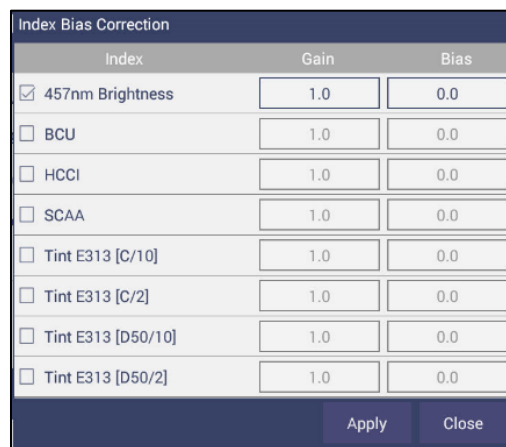 Index Bias Correction
Index Gain Bias
457nm Brightness 1.0 0.0
BCU 1.0 0.0
HCCI 1.0 0.0
SCAA 1.0 0.0
Tint E313 [C/10] 1.0 0.0
Tint E313 [C/2] 1.0 0.0
Tint E313 [D50/10] 1.0 0.0
Tint E313 [D50/2] 1.0 0.0
Apply Close